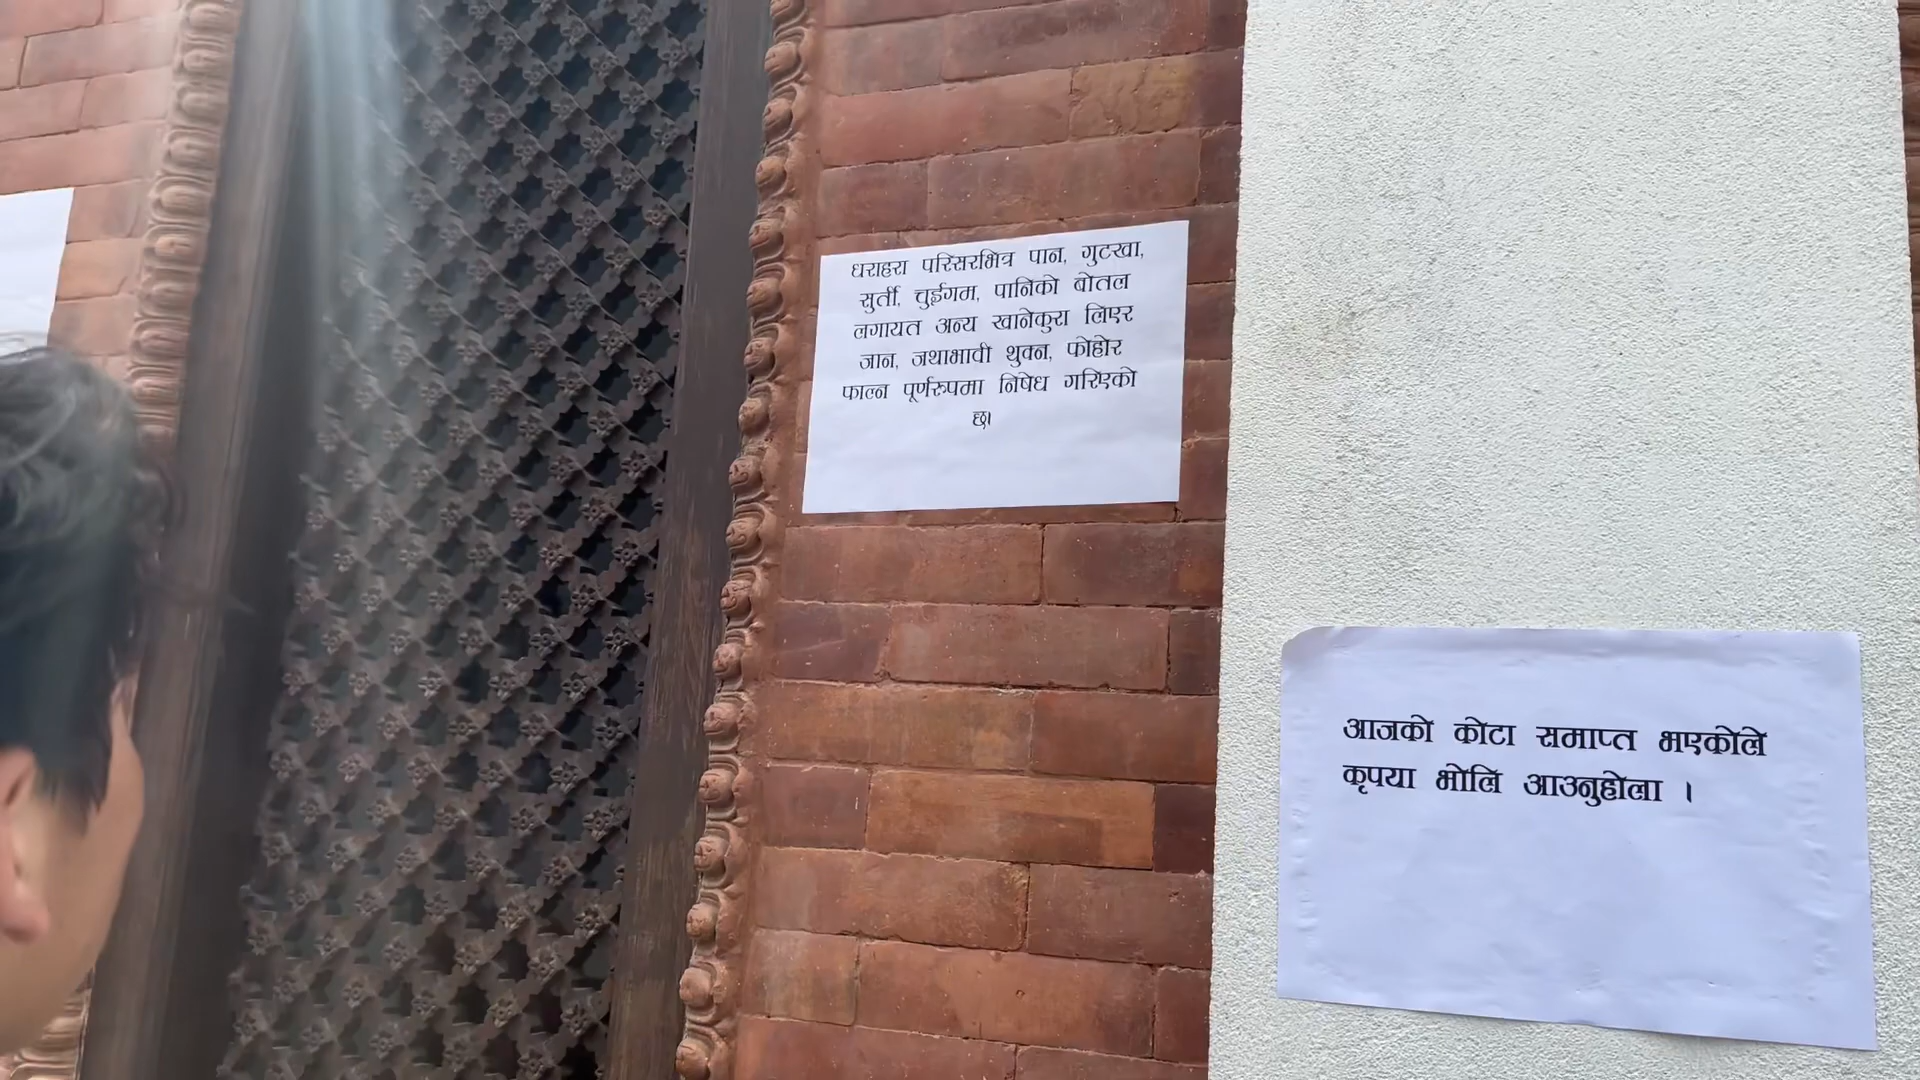 धराहरा परिसरभित्र पान, गुटखा,
सुर्ती, चुईगम, पानिको बोतल
लगायत अन्य खानेकुरा लिएर
जान, जथाभावी थुक्न, फोहोर
फाल्न पूर्णरुपमा निषेध गरिएको
छ।
आजको कोटा समाप्त भएकोले
कृपया भोलि आउनुहोला ।